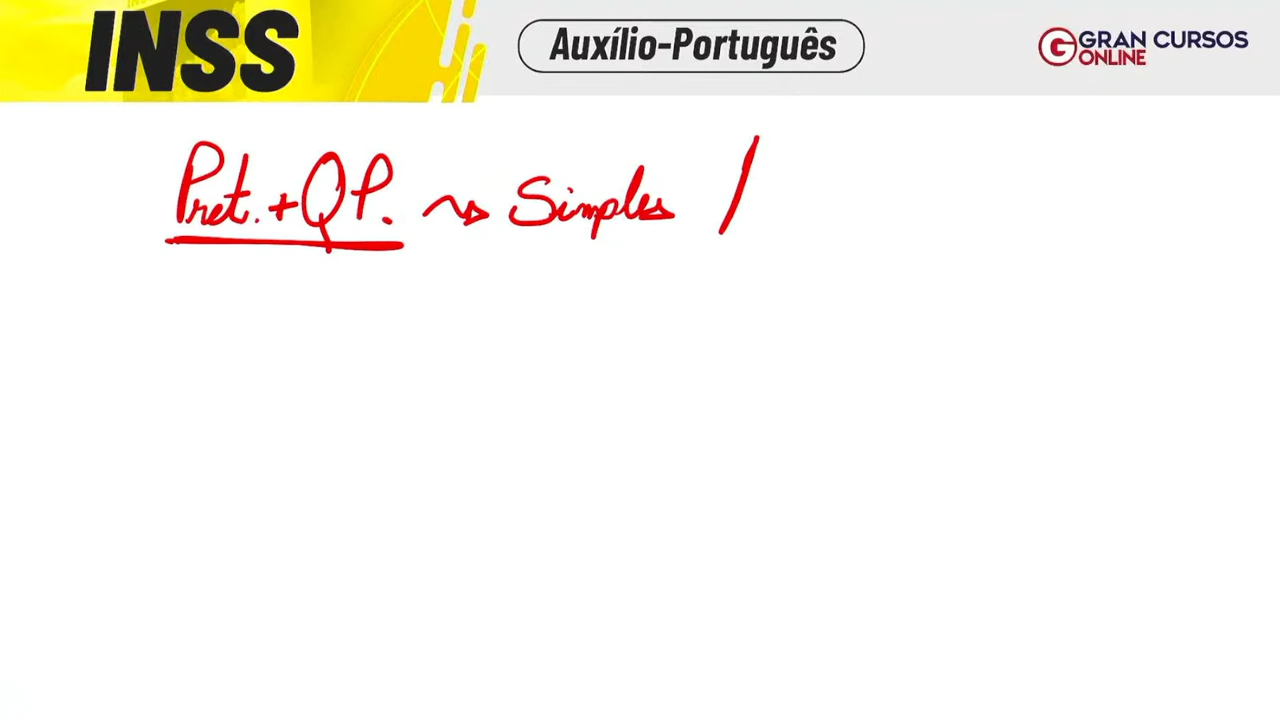 INSS
Auxílio-Português
GRAN CURSOS
ONLINE
Pret. + QP. ~> Simples /